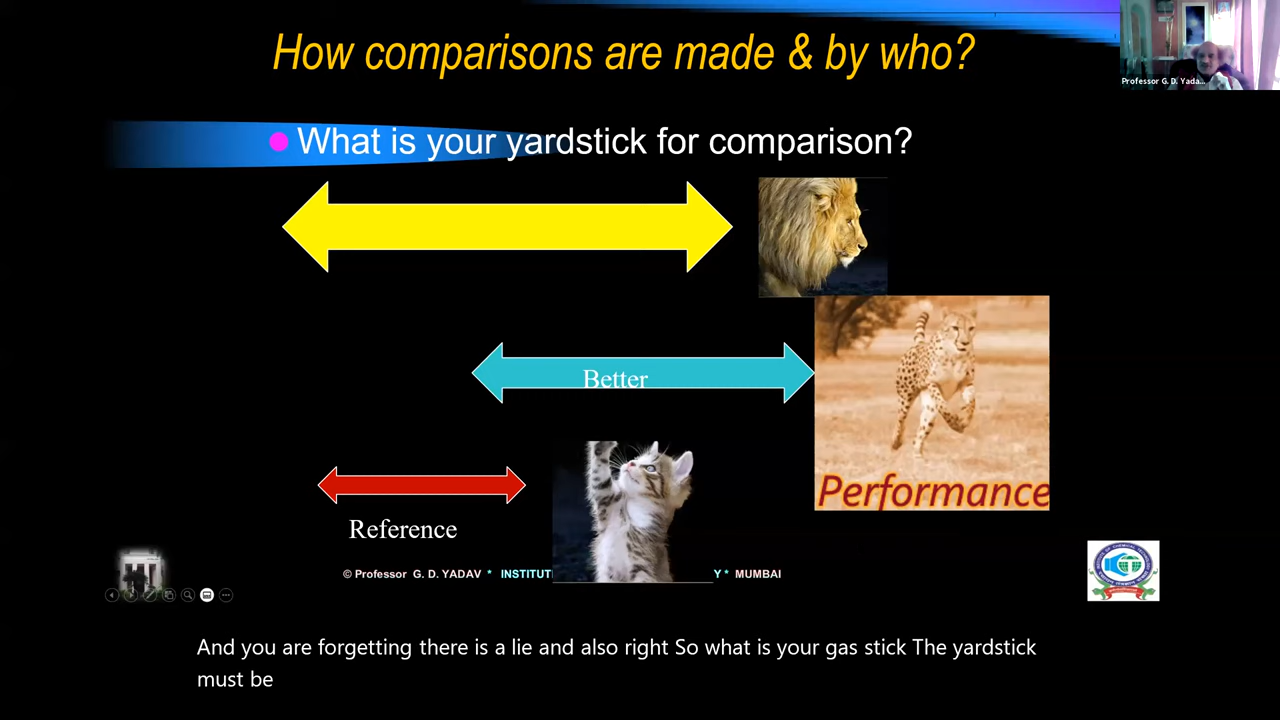 How comparisons are made & by who?
Professor G. D. Yada...
What is your yardstick for comparison?
Better
Performance
Reference
© Professor G. D. YADAV * INSTITUT
Y * MUMBAI
And you are forgetting there is a lie and also right So what is your gas stick The yardstick
must be